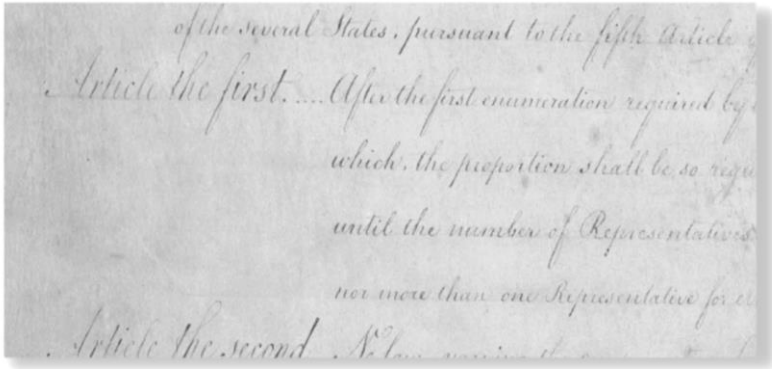 of the several States, pursuant to the fifth Article
Article the first..... After the first enumeration required by
which, the proportion shall be so
until the number of Representatives
nor more than one Representative for
Article the second No law